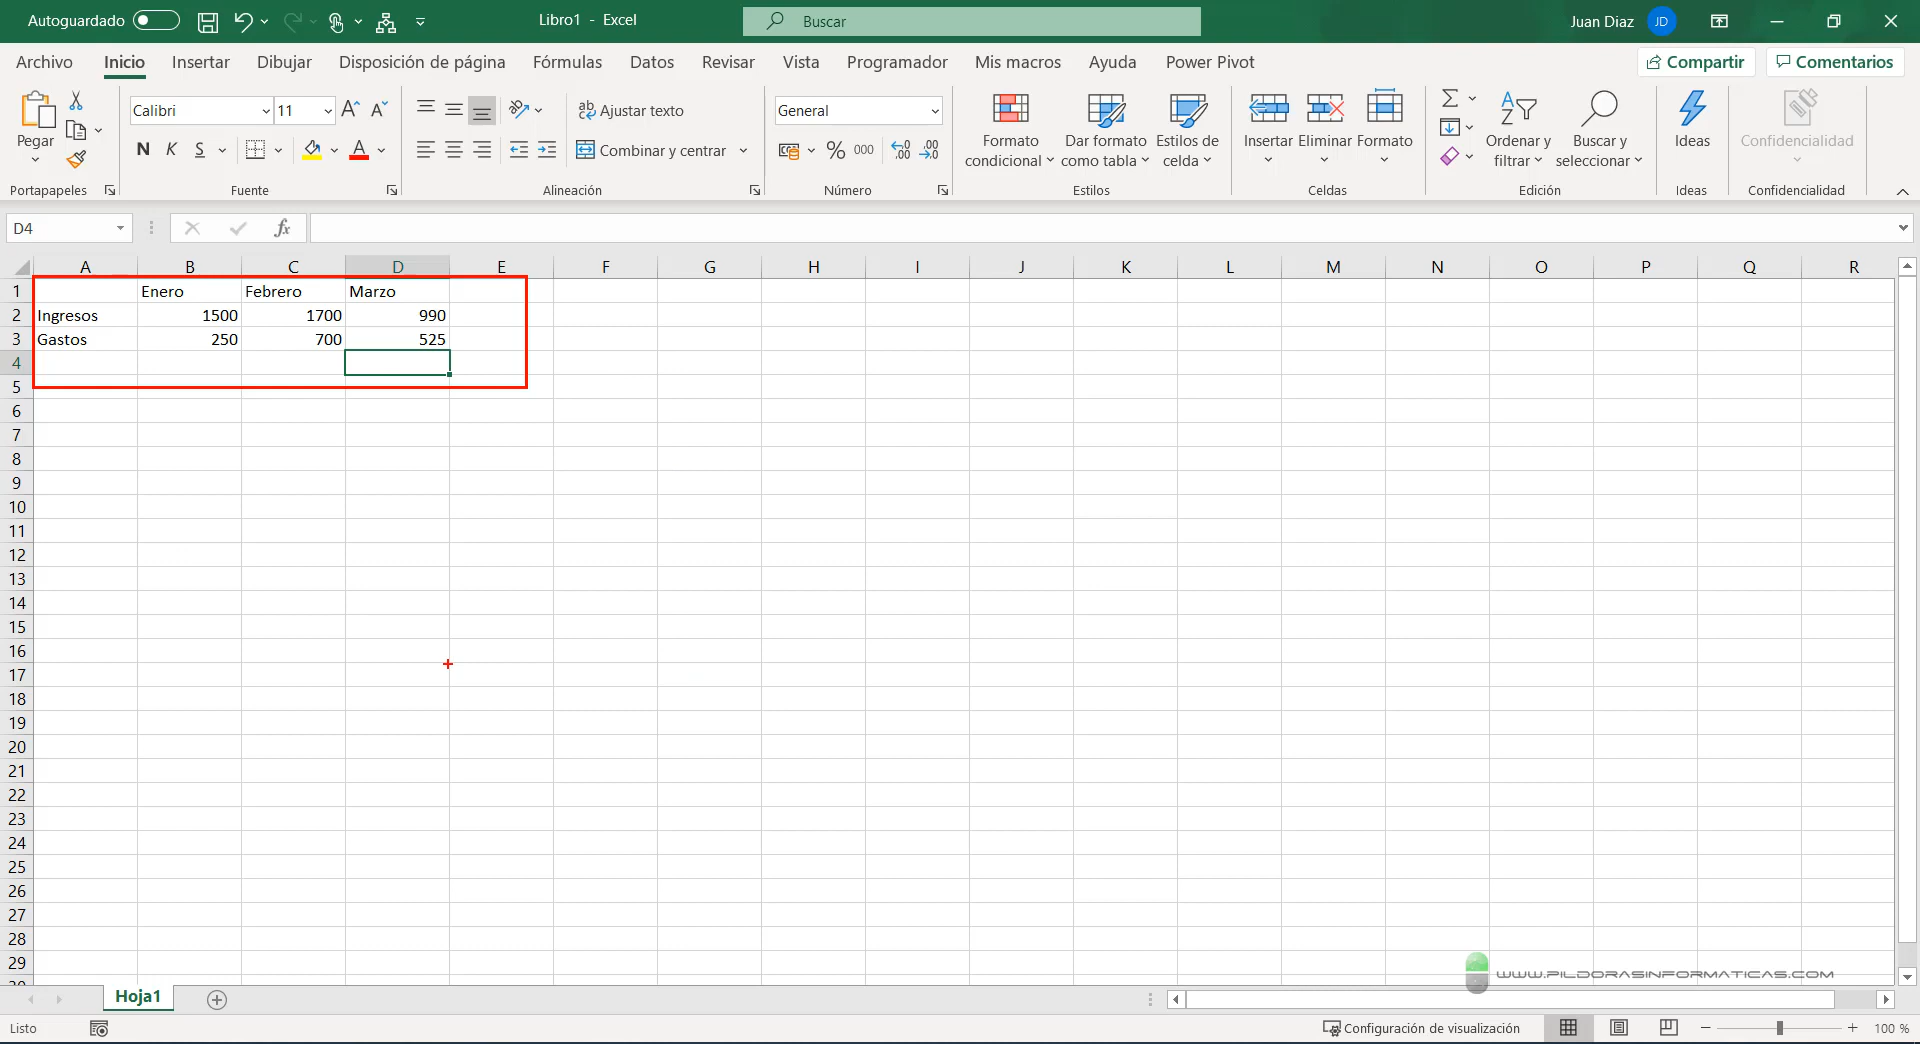 Autoguardado Libro1 - Excel Buscar Juan Diaz JD
Archivo Inicio Insertar Dibujar Disposición de página Fórmulas Datos Revisar Vista Programador Mis macros Ayuda Power Pivot Compartir Comentarios
Calibri 11 Ajustar texto General
Pegar N K S Combinar y centrar % 000
Formato condicional Dar formato como tabla Estilos de celda Insertar Eliminar Formato Ordenar y filtrar Buscar y seleccionar Ideas Confidencialidad
Portapapeles Fuente Alineación Número Estilos Celdas Edición Ideas Confidencialidad
D4 fx
A B C D E F G H I J K L M N O P Q R
1 Enero Febrero Marzo
2 Ingresos 1500 1700 990
3 Gastos 250 700 525
4
5
6
7
8
9
10
11
12
13
14
15
16
17
18
19
20
21
22
23
24
25
26
27
28
29
WWW.PILDORASINFORMATICAS.COM
Hoja1
Listo Configuración de visualización 100 %